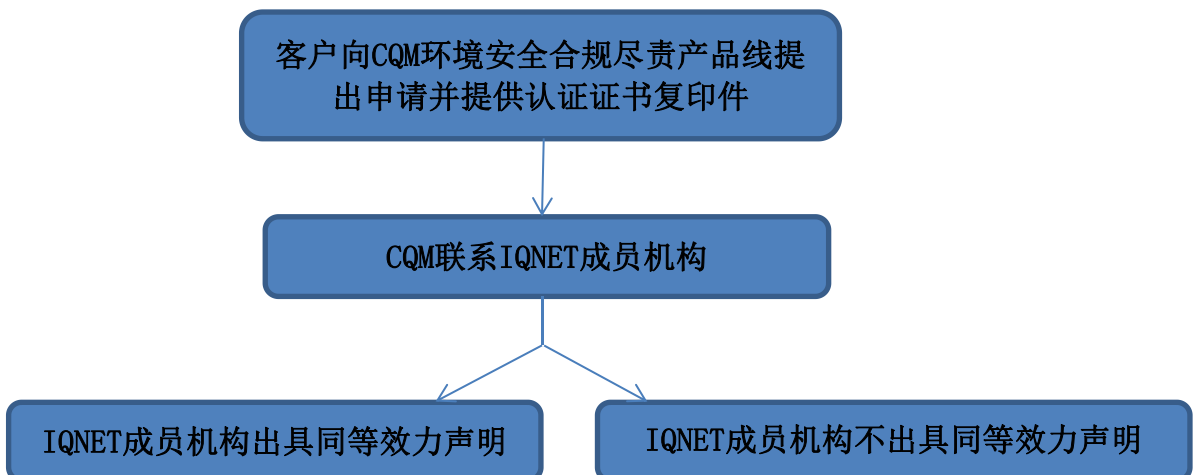 客户向CQM环境安全合规尽责产品线提
出申请并提供认证证书复印件
CQM联系IQNET成员机构
IQNET成员机构出具同等效力声明
IQNET成员机构不出具同等效力声明